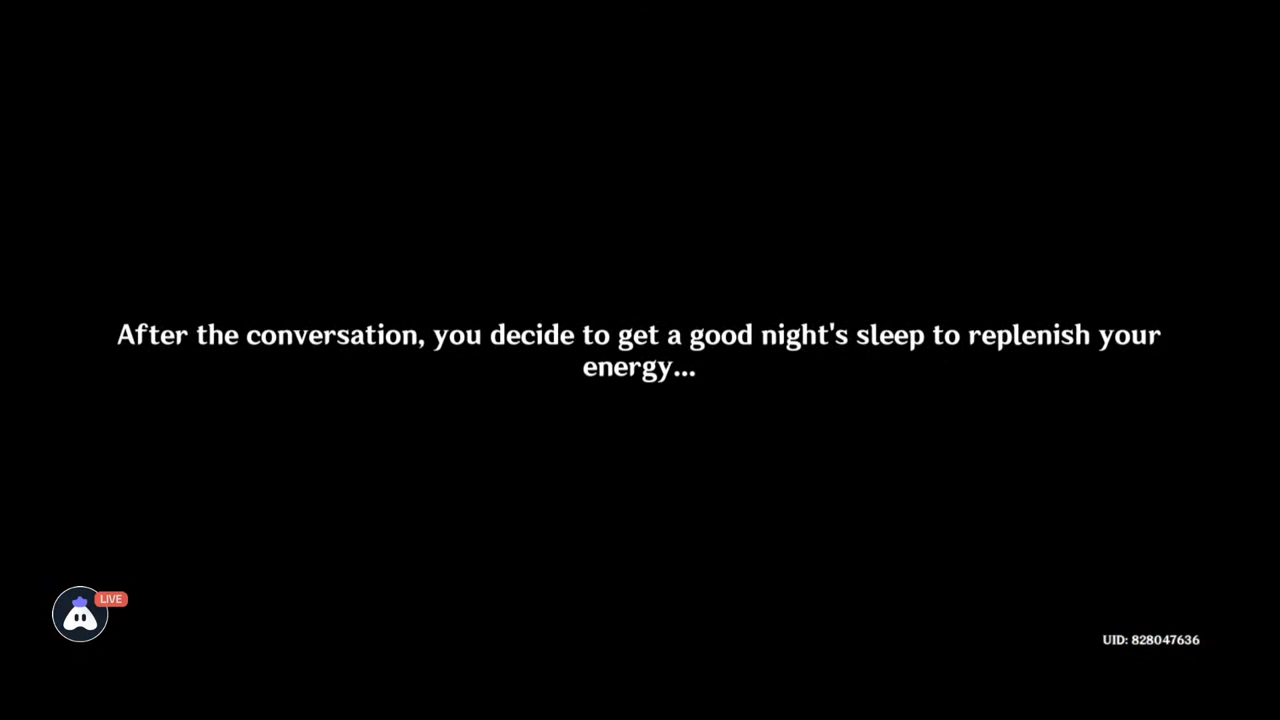 After the conversation, you decide to get a good night's sleep to replenish your
energy...
LIVE
UID: 828047636